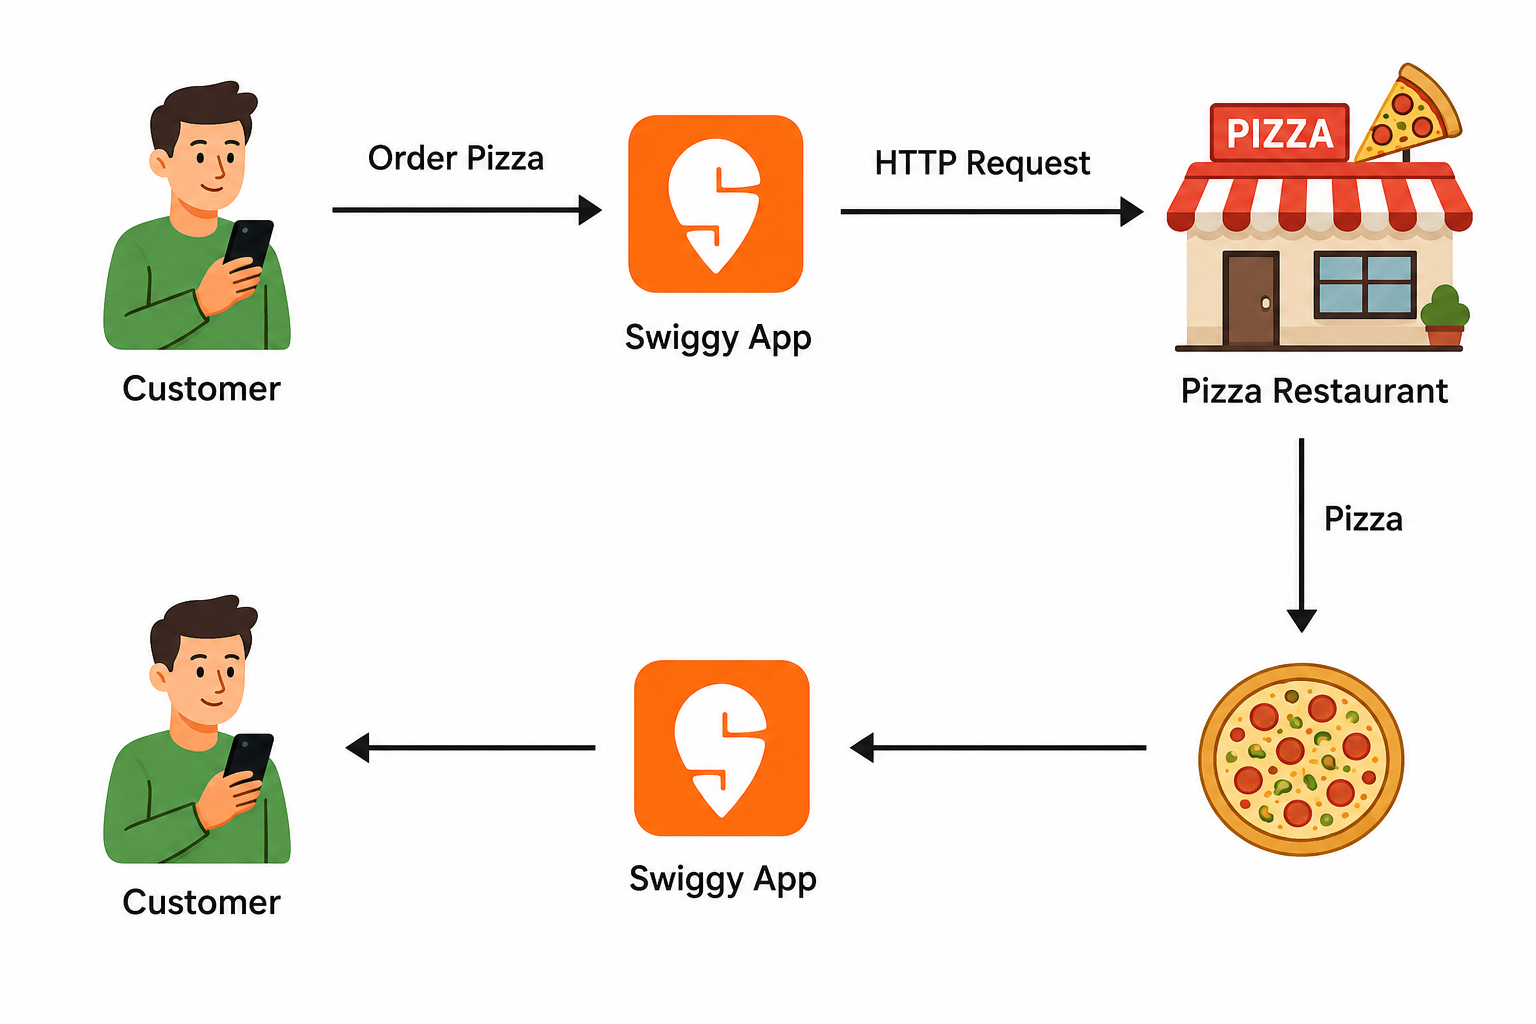 Order Pizza
HTTP Request
PIZZA
Swiggy App
Customer
Pizza Restaurant
Pizza
Swiggy App
Customer